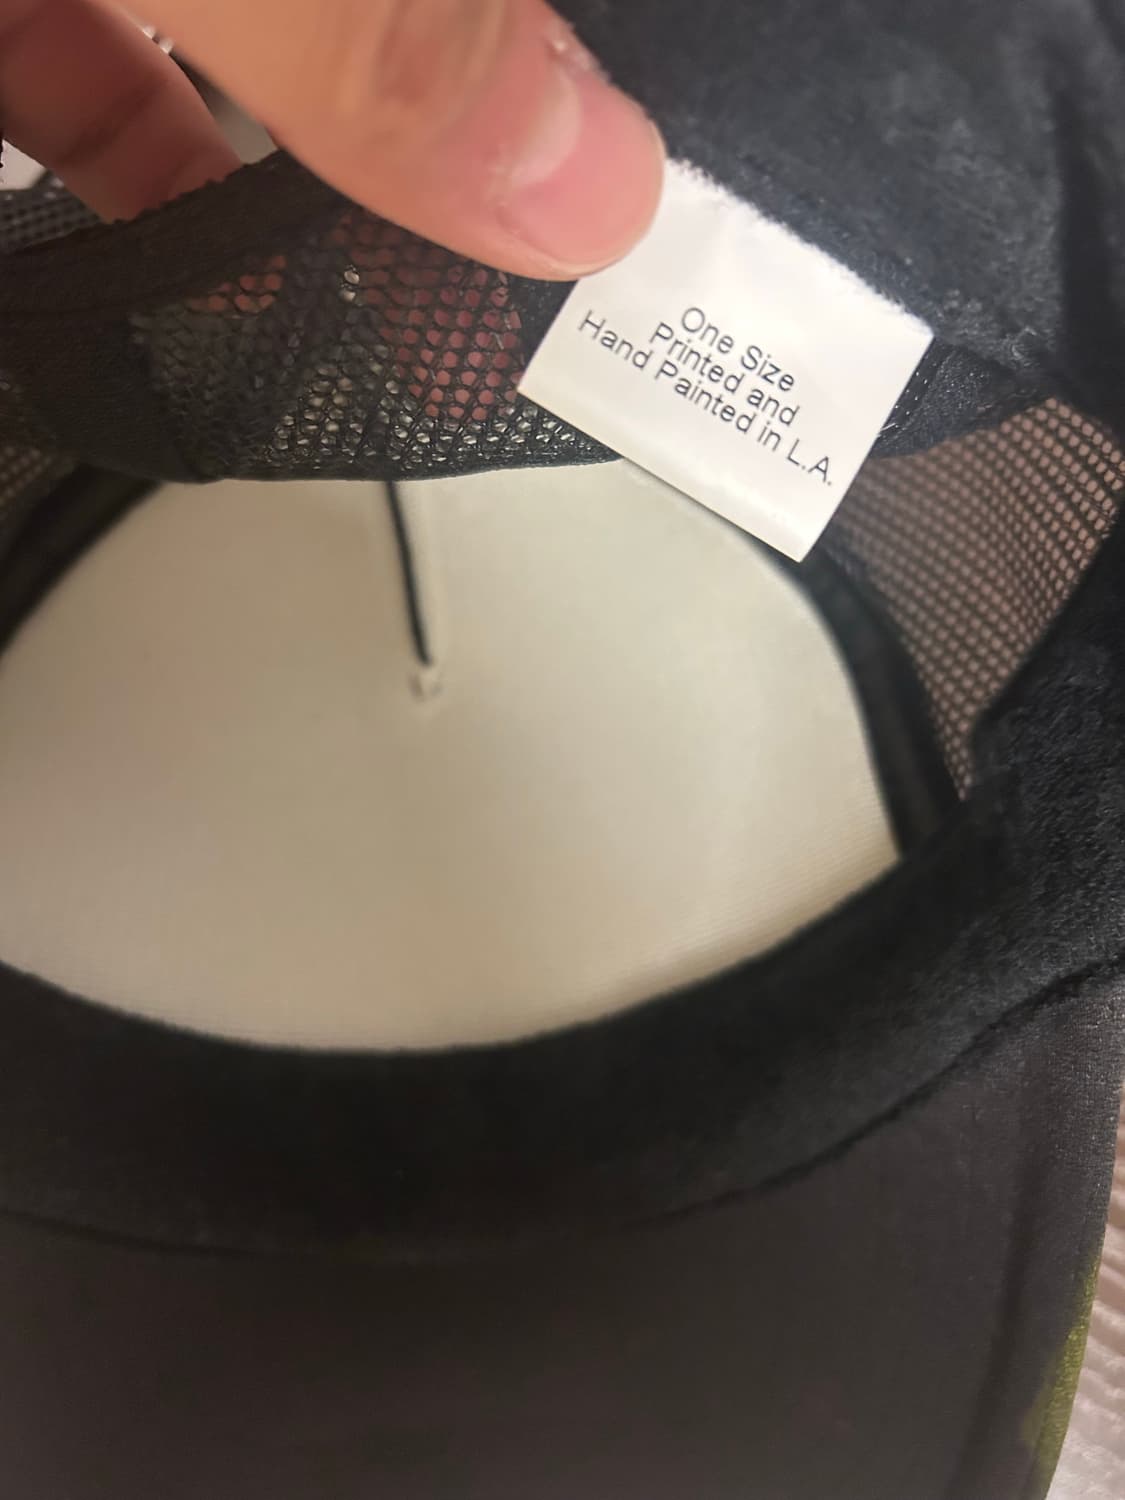 One Size
Printed and
Hand Painted in L.A.